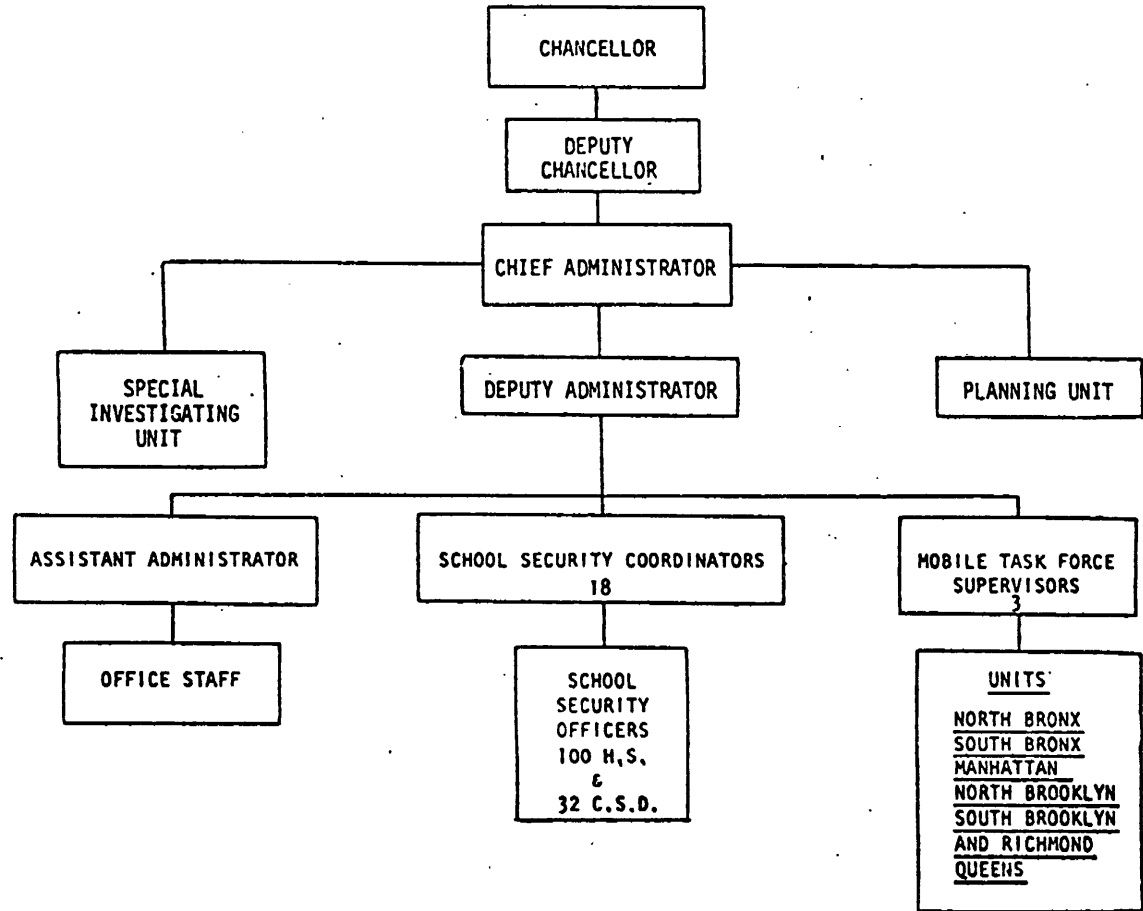 CHANCELLOR
DEPUTY
CHANCELLOR
CHIEF ADMINISTRATOR
SPECIAL
INVESTIGATING
UNIT
DEPUTY ADMINISTRATOR
PLANNING UNIT
ASSISTANT ADMINISTRATOR
SCHOOL SECURITY COORDINATORS
18
MOBILE TASK FORCE
SUPERVISORS
3
OFFICE STAFF
SCHOOL
SECURITY
OFFICERS
100 H.S.
&
32 C.S.D.
UNITS
NORTH BRONX
SOUTH BRONX
MANHATTAN
NORTH BROOKLYN
SOUTH BROOKLYN
AND RICHMOND
QUEENS